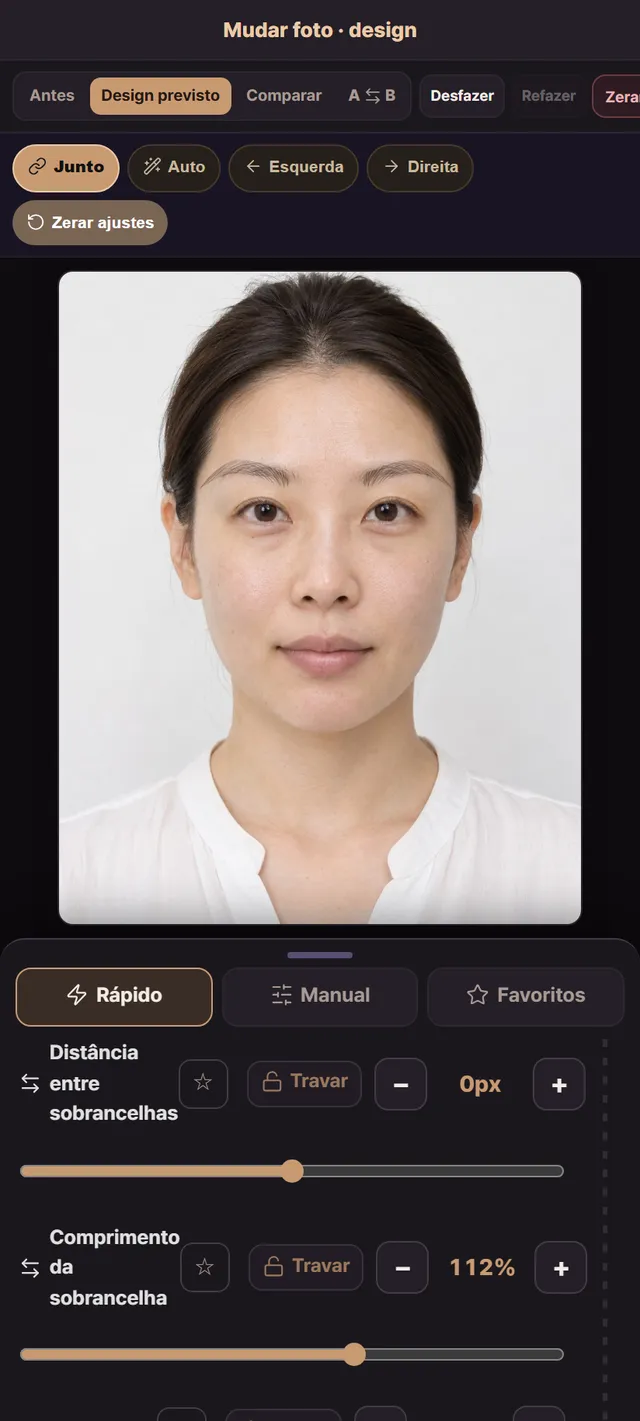 Mudar foto · design
Antes
Design previsto
Comparar
A ⇆ B
Desfazer
Refazer
Zerar
Junto
Auto
← Esquerda
→ Direita
Zerar ajustes
Rápido
Manual
Favoritos
Distância
entre
sobrancelhas
☆
Travar
−
0px
+
Comprimento
da
sobrancelha
☆
Travar
−
112%
+